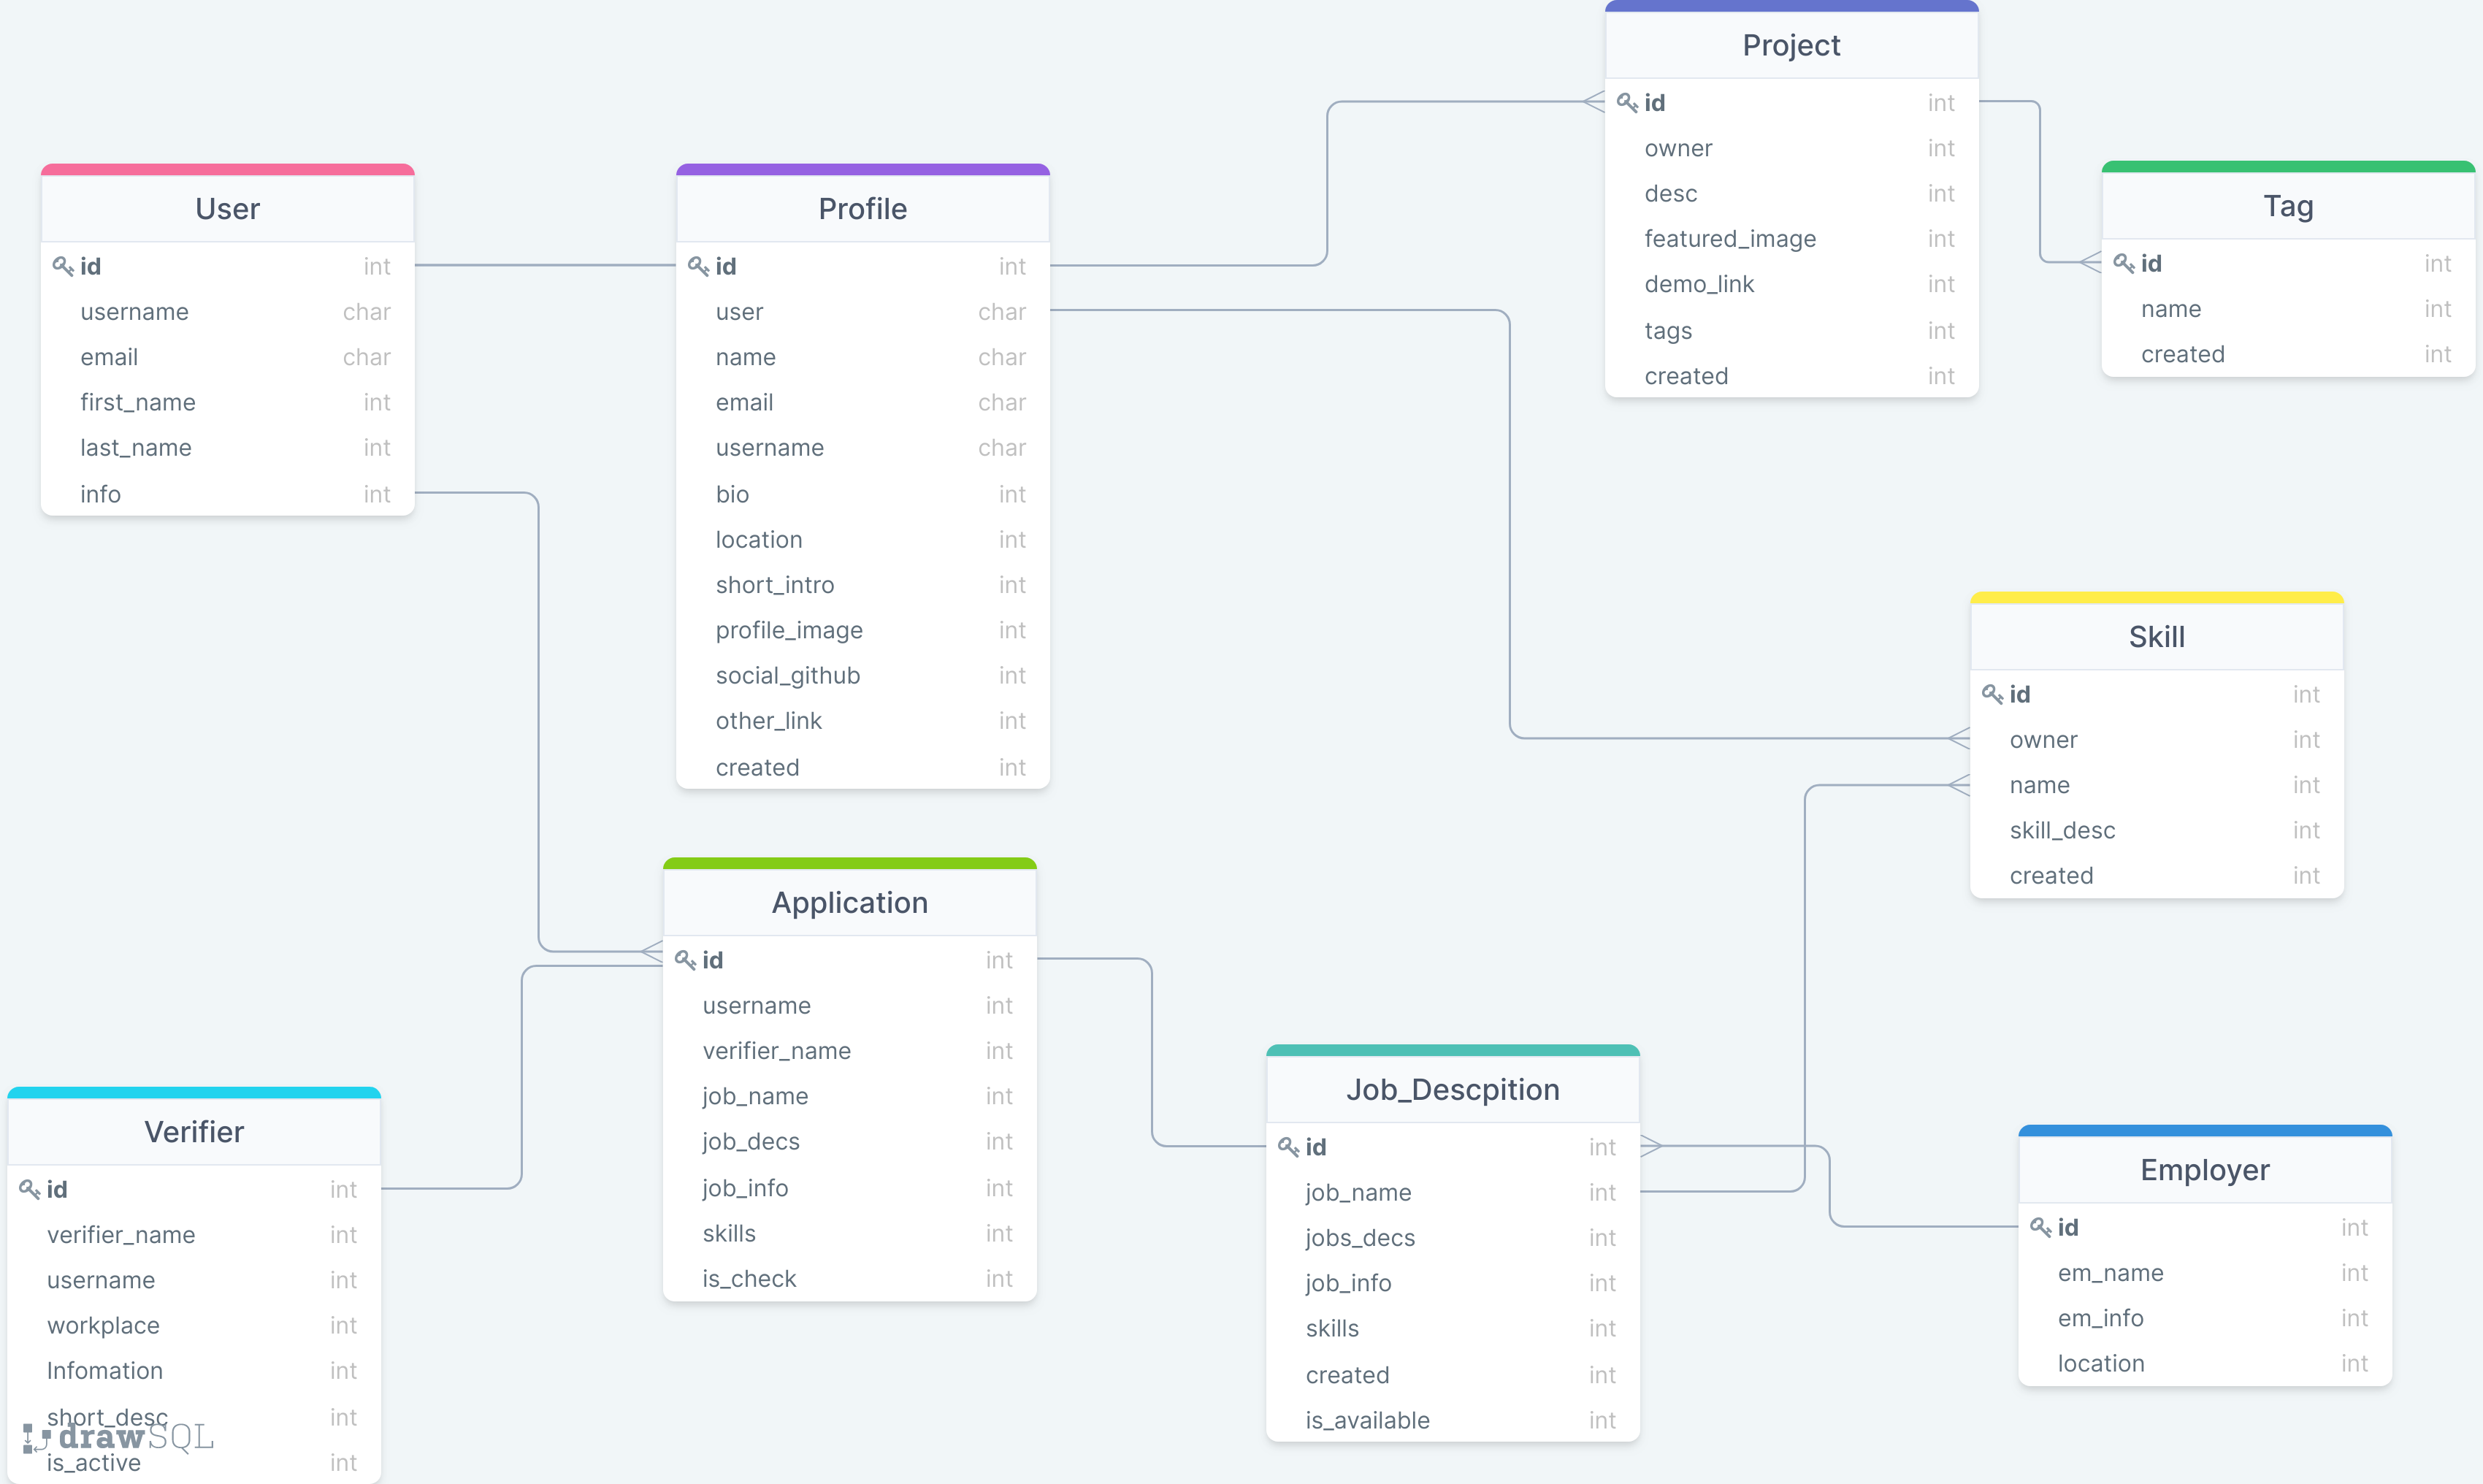 Project
id int
owner int
desc int
featured_image int
demo_link int
tags int
created int
User
id int
username char
email char
first_name int
last_name int
info int
Profile
id int
user char
name char
email char
username char
bio int
location int
short_intro int
profile_image int
social_github int
other_link int
created int
Tag
id int
name int
created int
Skill
id int
owner int
name int
skill_desc int
created int
Application
id int
username int
verifier_name int
job_name int
job_decs int
job_info int
skills int
is_check int
Job_Descpition
id int
job_name int
jobs_decs int
job_info int
skills int
created int
is_available int
Verifier
id int
verifier_name int
username int
workplace int
Infomation int
short_desc int
is_active int
Employer
id int
em_name int
em_info int
location int
drawSQL